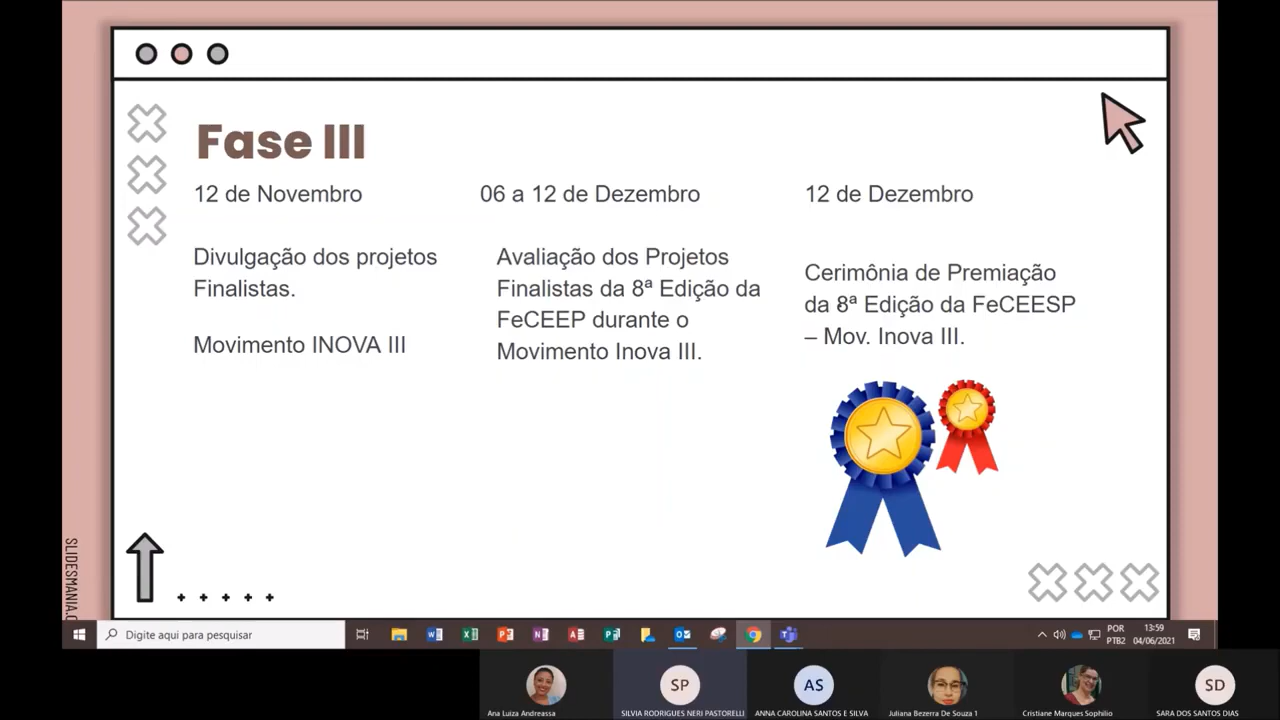 Fase III
12 de Novembro
06 a 12 de Dezembro
12 de Dezembro
Divulgação dos projetos
Finalistas.
Movimento INOVA III
Avaliação dos Projetos
Finalistas da 8ª Edição da
FeCEEP durante o
Movimento Inova III.
Cerimônia de Premiação
da 8ª Edição da FeCEESP
– Mov. Inova III.
Digite aqui para pesquisar
POR
PTB2
13:59
04/06/2021
SP
AS
SD
Ana Luiza Andreassa
SILVIA RODRIGUES NERI PASTORELLI
ANNA CAROLINA SANTOS E SILVA
Juliana Bezerra De Souza 1
Cristiane Marques Sophilio
SARA DOS SANTOS DIAS